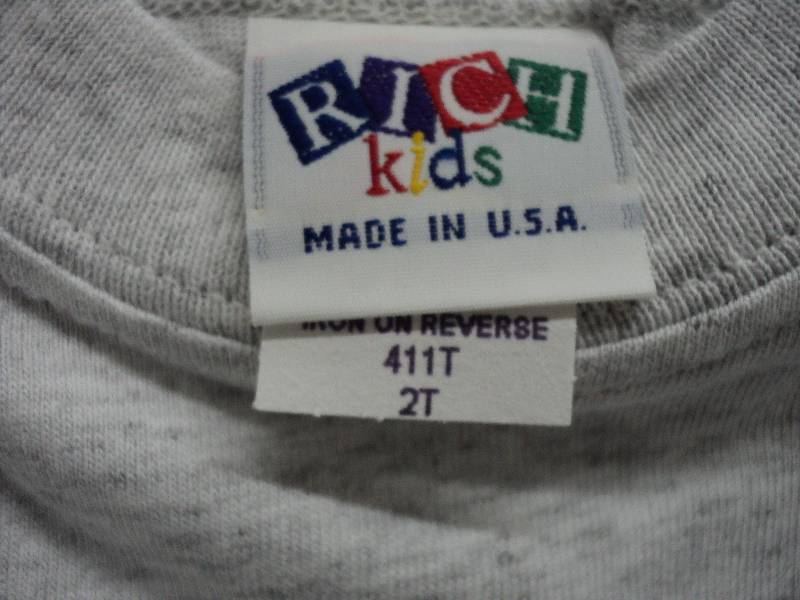 RICH
kids
MADE IN U.S.A.
IRON ON REVERSE
411T
2T